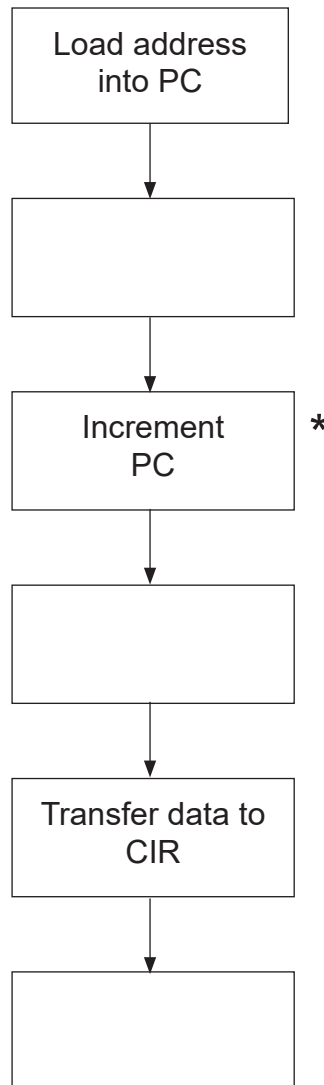 Load address
into PC
Increment
PC
*
Transfer data to
CIR